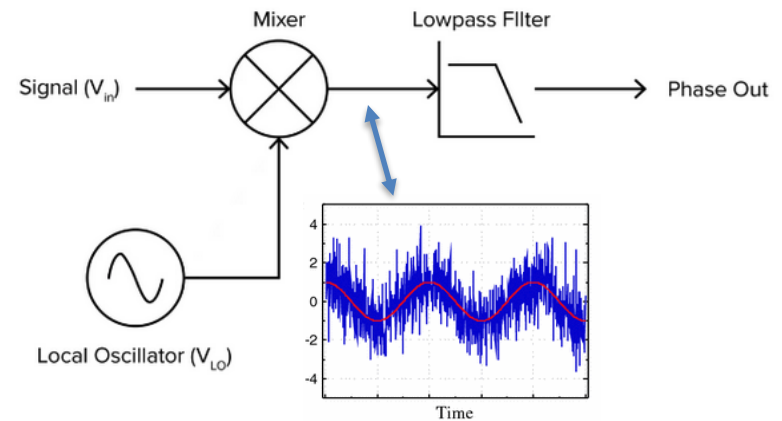 Mixer
Lowpass FIlter
Signal (Vin)
Phase Out
Local Oscillator (VLO)
4
2
0
-2
-4
Time